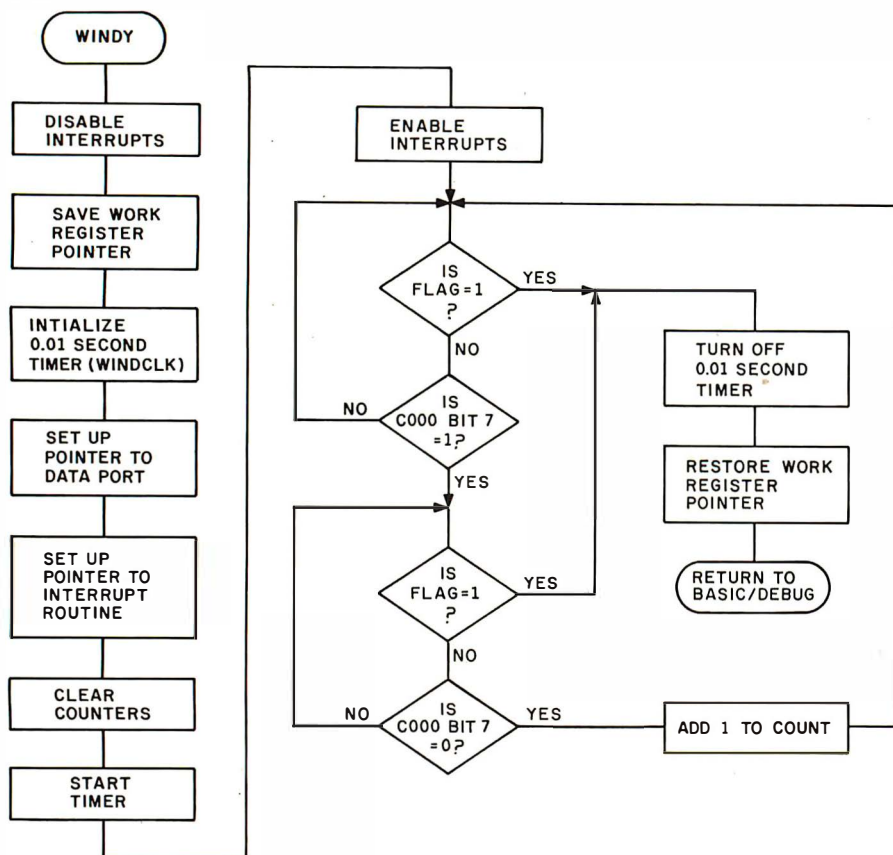 WINDY
DISABLE
INTERRUPTS
SAVE WORK
REGISTER
POINTER
INTIALIZE
0.01 SECOND
TIMER (WINDCLK)
SET UP
POINTER TO
DATA PORT
SET UP
POINTER TO
INTERRUPT
ROUTINE
CLEAR
COUNTERS
START
TIMER
ENABLE
INTERRUPTS
IS
FLAG=1
?
YES
NO
IS
C000 BIT 7
=1?
NO
YES
IS
FLAG=1
?
YES
NO
IS
C000 BIT 7
=0?
NO
YES
ADD 1 TO COUNT
TURN OFF
0.01 SECOND
TIMER
RESTORE WORK
REGISTER
POINTER
RETURN TO
BASIC/DEBUG